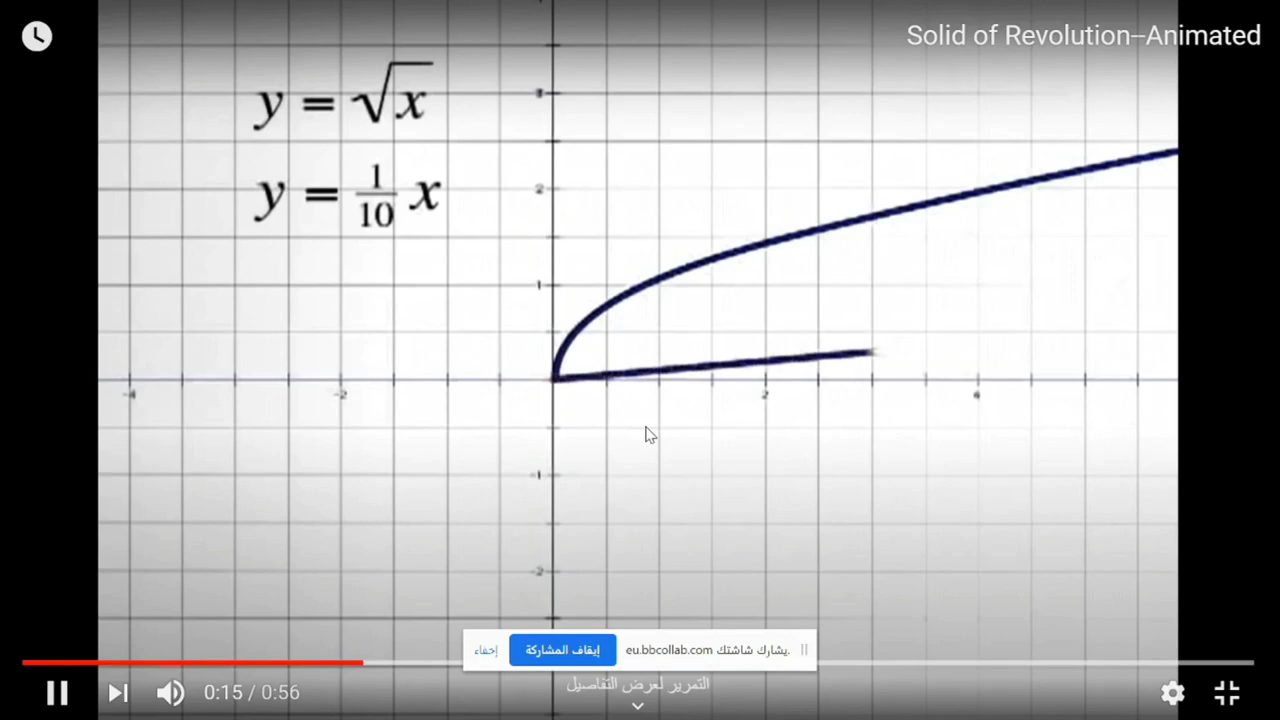 Solid of Revolution–Animated
y = √x
y = 1/10 x
3
2
1
-4 -2 2 4
-1
-2
يشارك شاشتك eu.bbcollab.com.
إيقاف المشاركة
إخفاء
التمرير لعرض التفاصيل
0:15 / 0:56